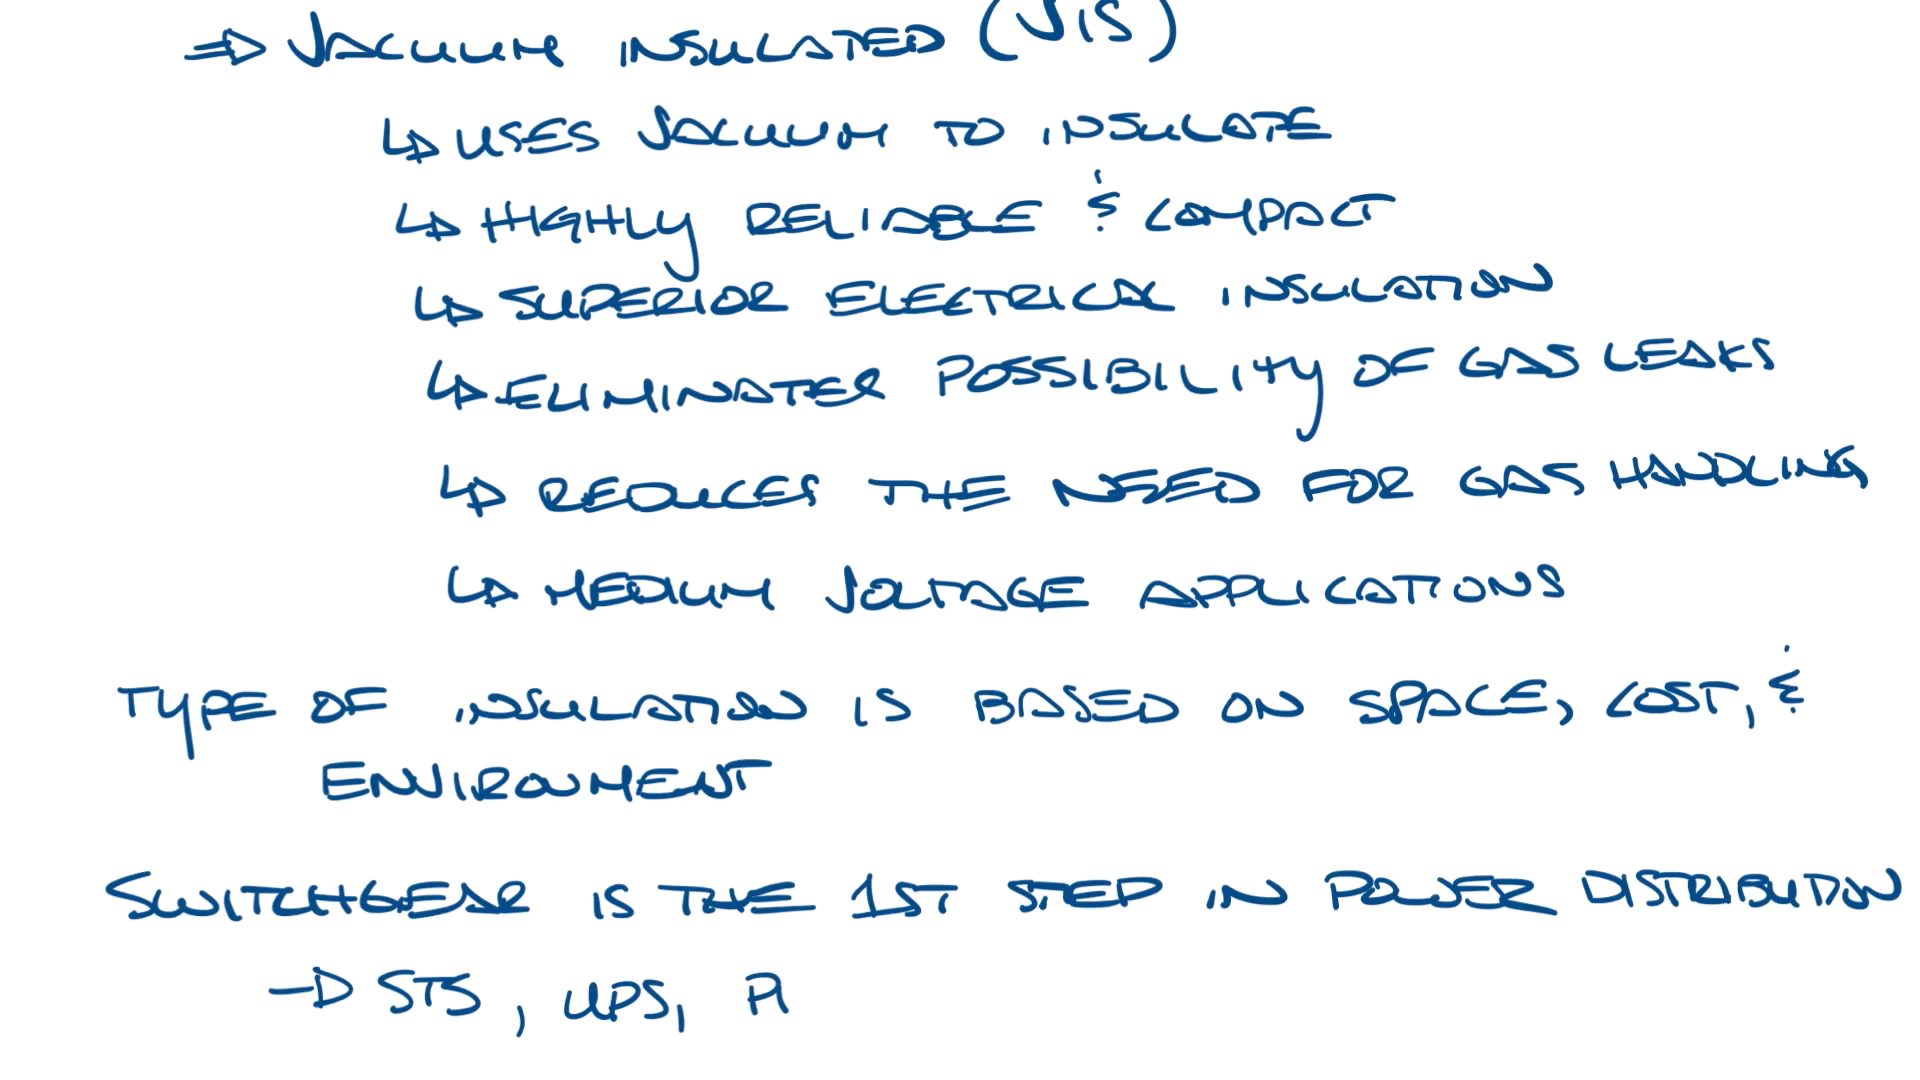 ⇒ VACUUM INSULATED (VIS)
↳ USES VACUUM TO INSULATE
↳ HIGHLY RELIABLE & COMPACT
↳ SUPERIOR ELECTRICAL INSULATION
↳ ELIMINATES POSSIBILITY OF GAS LEAKS
↳ REDUCES THE NEED FOR GAS HANDLING
↳ MEDIUM VOLTAGE APPLICATIONS
TYPE OF INSULATION IS BASED ON SPACE, COST, &
ENVIRONMENT
SWITCHGEAR IS THE 1ST STEP IN POWER DISTRIBUTION
→ STS, UPS,